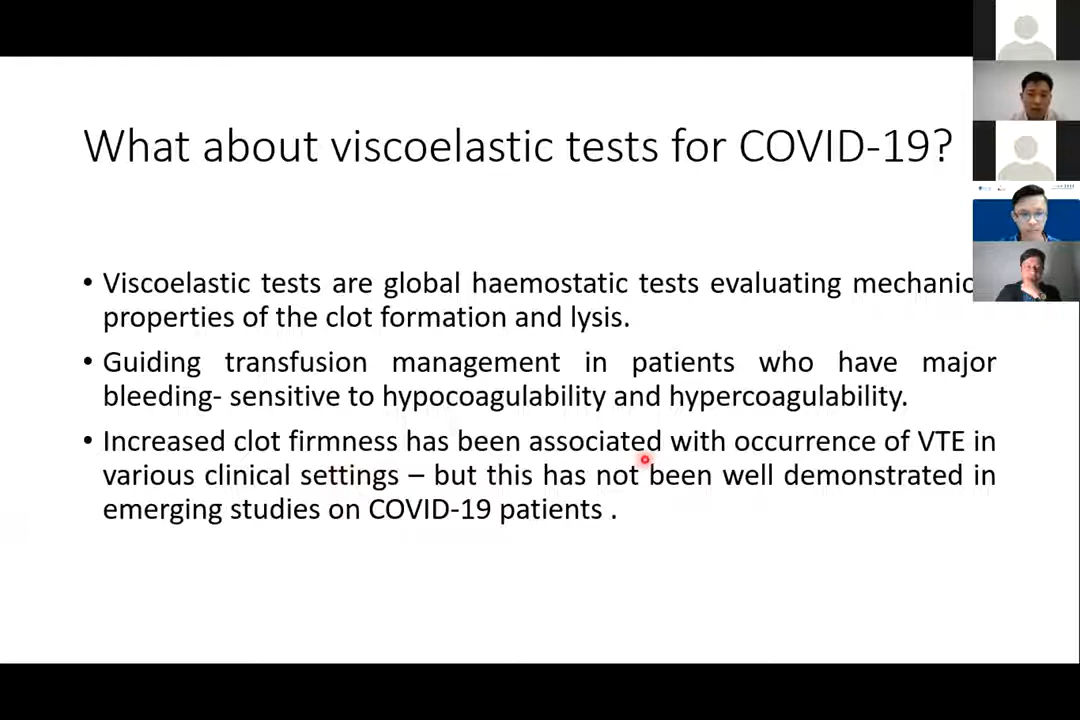 What about viscoelastic tests for COVID-19?
• Viscoelastic tests are global haemostatic tests evaluating mechanic
properties of the clot formation and lysis.
• Guiding transfusion management in patients who have major
bleeding- sensitive to hypocoagulability and hypercoagulability.
• Increased clot firmness has been associated with occurrence of VTE in
various clinical settings – but this has not been well demonstrated in
emerging studies on COVID-19 patients .